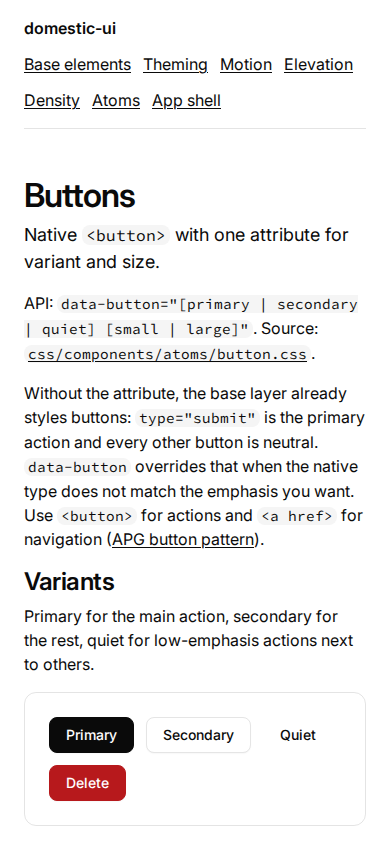 domestic-ui
Base elements Theming Motion Elevation
Density Atoms App shell
Buttons
Native <button> with one attribute for
variant and size.
API: data-button="[primary | secondary
| quiet] [small | large]". Source:
css/components/atoms/button.css.
Without the attribute, the base layer already
styles buttons: type="submit" is the primary
action and every other button is neutral.
data-button overrides that when the native
type does not match the emphasis you want.
Use <button> for actions and <a href> for
navigation (APG button pattern).
Variants
Primary for the main action, secondary for
the rest, quiet for low-emphasis actions next
to others.
Primary Secondary Quiet
Delete